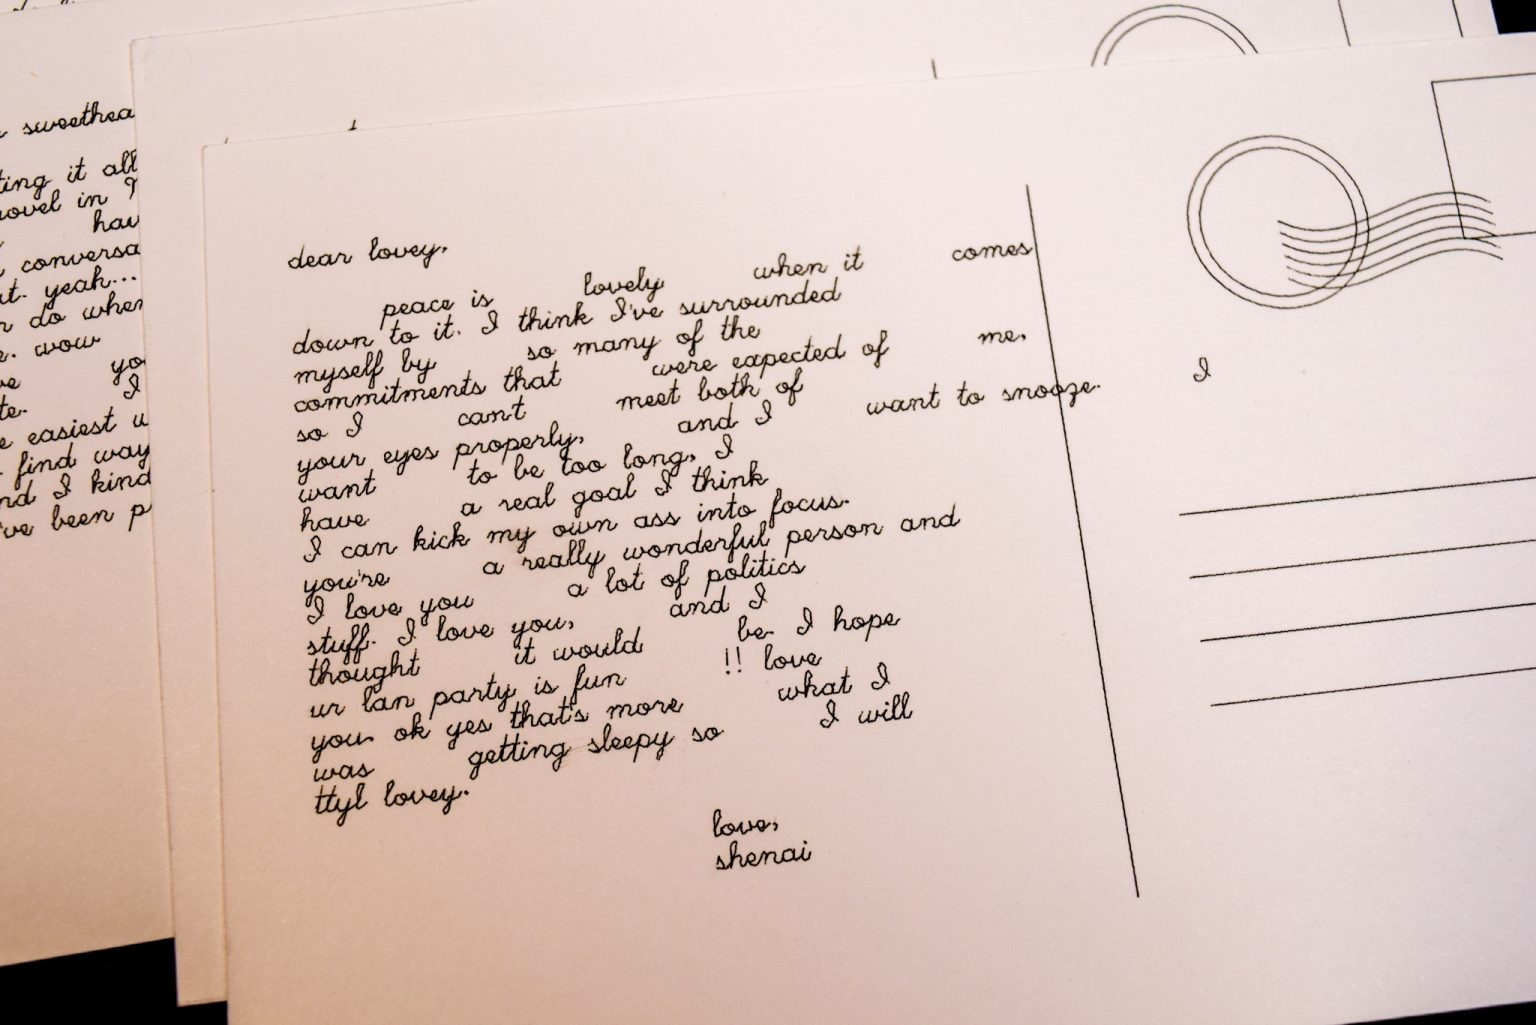 sweethea
ting it all
novel in
hav
conversa
yeah...
do when
wow
yo
I
te.
easiest w
find way
nd I kind
've been p
dear lovey,
peace is lovely when it comes
down to it. I think I've surrounded
myself by so many of the
commitments that were expected of me,
so I can't meet both of
your eyes properly, and I want to snooze. I
want to be too long, I
have a real goal I think
I can kick my own ass into focus.
you're a really wonderful person and
I love you a lot of politics
stuff. I love you, and I
thought it would be. I hope
ur lan party is fun !! love
you. ok yes that's more what I
was getting sleepy so I will
ttyl lovey.
love,
shenai